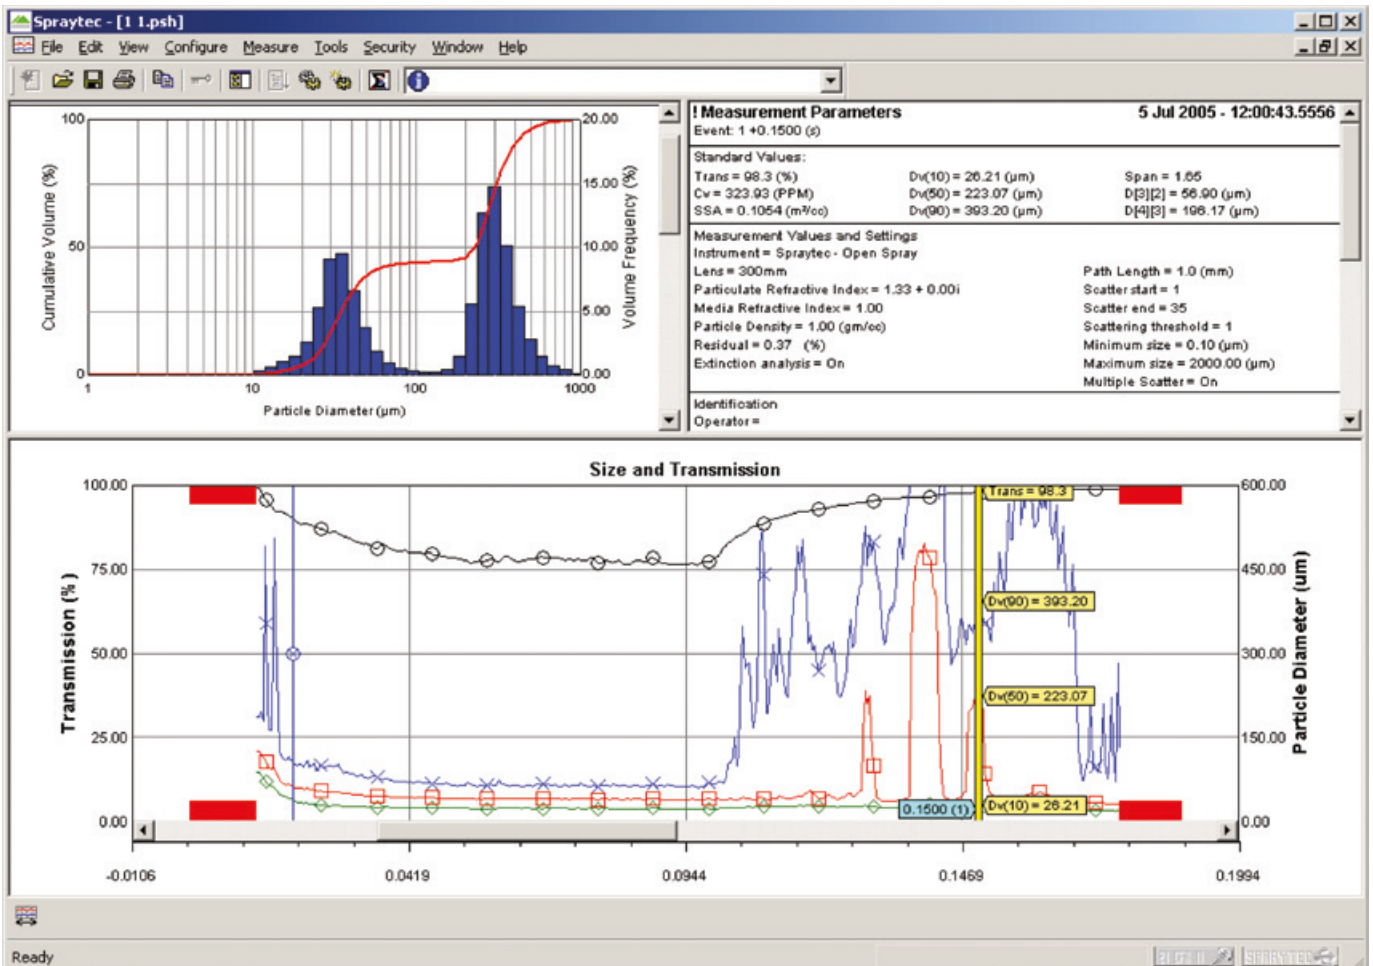 Spraytec - [1 1.psh]
File Edit View Configure Measure Tools Security Window Help
100
50
0
20.00
15.00
10.00
5.00
0.00
1 10 100 1000
Cumulative Volume (%)
Volume Frequency (%)
Particle Diameter (µm)
! Measurement Parameters 5 Jul 2005 - 12:00:43.5556
Event: 1 +0.1500 (s)
Standard Values:
Trans = 98.3 (%) Dv(10) = 26.21 (µm) Span = 1.65
Cv = 323.93 (PPM) Dv(50) = 223.07 (µm) D[3][2] = 56.90 (µm)
SSA = 0.1054 (m²/cc) Dv(90) = 393.20 (µm) D[4][3] = 196.17 (µm)
Measurement Values and Settings
Instrument = Spraytec - Open Spray
Lens = 300mm Path Length = 1.0 (mm)
Particulate Refractive Index = 1.33 + 0.00i Scatter start = 1
Media Refractive Index = 1.00 Scatter end = 35
Particle Density = 1.00 (gm/cc) Scattering threshold = 1
Residual = 0.37 (%) Minimum size = 0.10 (µm)
Extinction analysis = On Maximum size = 2000.00 (µm)
Multiple Scatter = On
Identification
Operator =
Size and Transmission
100.00
75.00
50.00
25.00
0.00
Transmission (% )
600.00
450.00
300.00
150.00
0.00
Particle Diameter (um)
Trans = 98.3
Dv(90) = 393.20
Dv(50) = 223.07
0.1500 (1)
Dv(10) = 26.21
-0.0106 0.0419 0.0944 0.1469 0.1994
Ready
SPRAYTEC